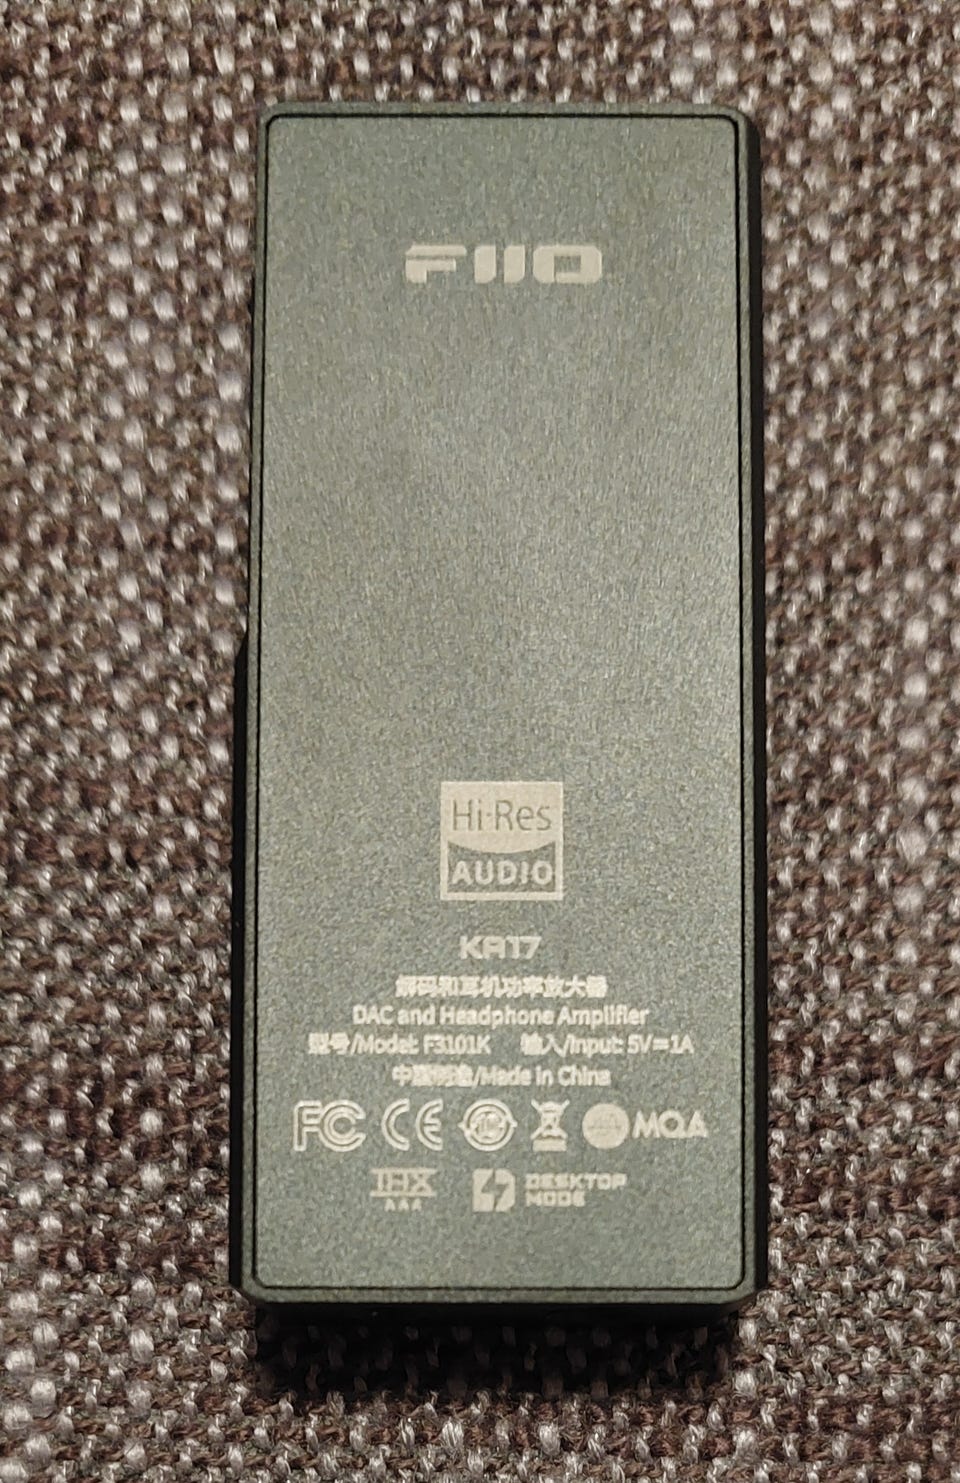 FIIO
Hi-Res
AUDIO
KA17
解码和耳机功率放大器
DAC and Headphone Amplifier
型号/Model: F3101K 输入/Input: 5V⎓1A
中国制造/Made in China
FC CE MQA
THX
AAA
DESKTOP
MODE